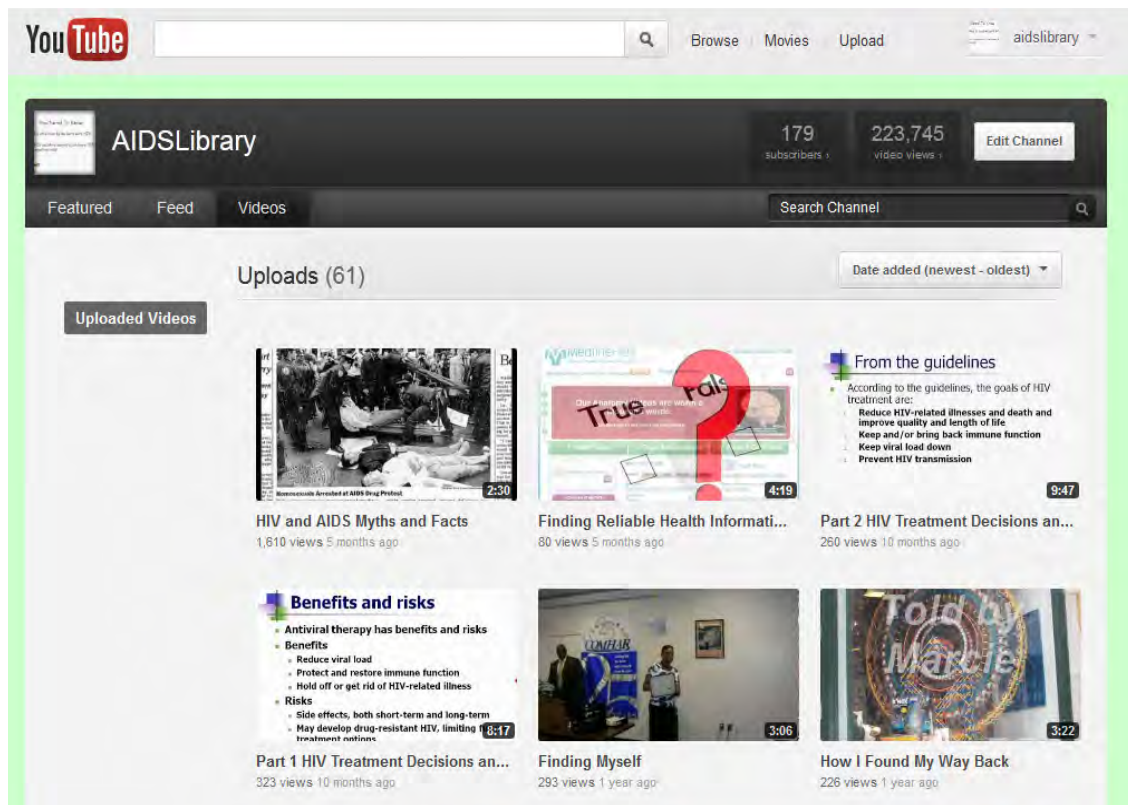 YouTube
Browse Movies Upload aidslibrary
AIDSLibrary
179 subscribers
223,745 video views
Edit Channel
Featured Feed Videos
Search Channel
Uploads (61)
Date added (newest - oldest)
Uploaded Videos
Homosexuals Arrested at AIDS Drug Protest
2:30
HIV and AIDS Myths and Facts
1,610 views 5 months ago
True
fals
?
4:19
Finding Reliable Health Informati...
80 views 5 months ago
From the guidelines
According to the guidelines, the goals of HIV
treatment are:
Reduce HIV-related illnesses and death and
improve quality and length of life
Keep and/or bring back immune function
Keep viral load down
Prevent HIV transmission
9:47
Part 2 HIV Treatment Decisions an...
260 views 10 months ago
Benefits and risks
Antiviral therapy has benefits and risks
Benefits
Reduce viral load
Protect and restore immune function
Hold off or get rid of HIV-related illness
Risks
Side effects, both short-term and long-term
May develop drug-resistant HIV, limiting
treatment options
8:17
Part 1 HIV Treatment Decisions an...
323 views 10 months ago
COMHAR
3:06
Finding Myself
293 views 1 year ago
Told by
Marcie
3:22
How I Found My Way Back
226 views 1 year ago